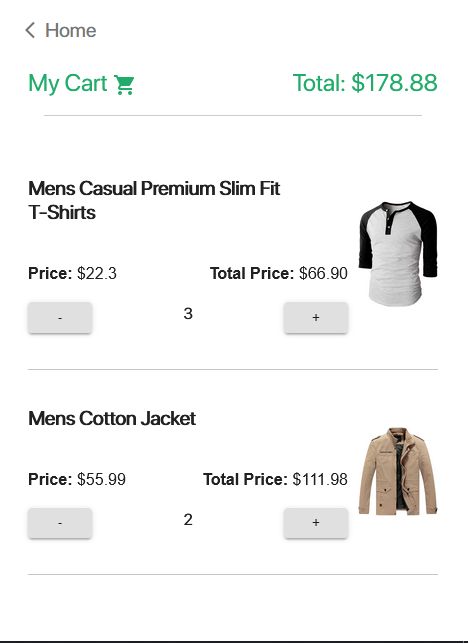 Home
My Cart Total: $178.88
Mens Casual Premium Slim Fit
T-Shirts
Price: $22.3 Total Price: $66.90
- 3 +
Mens Cotton Jacket
Price: $55.99 Total Price: $111.98
- 2 +